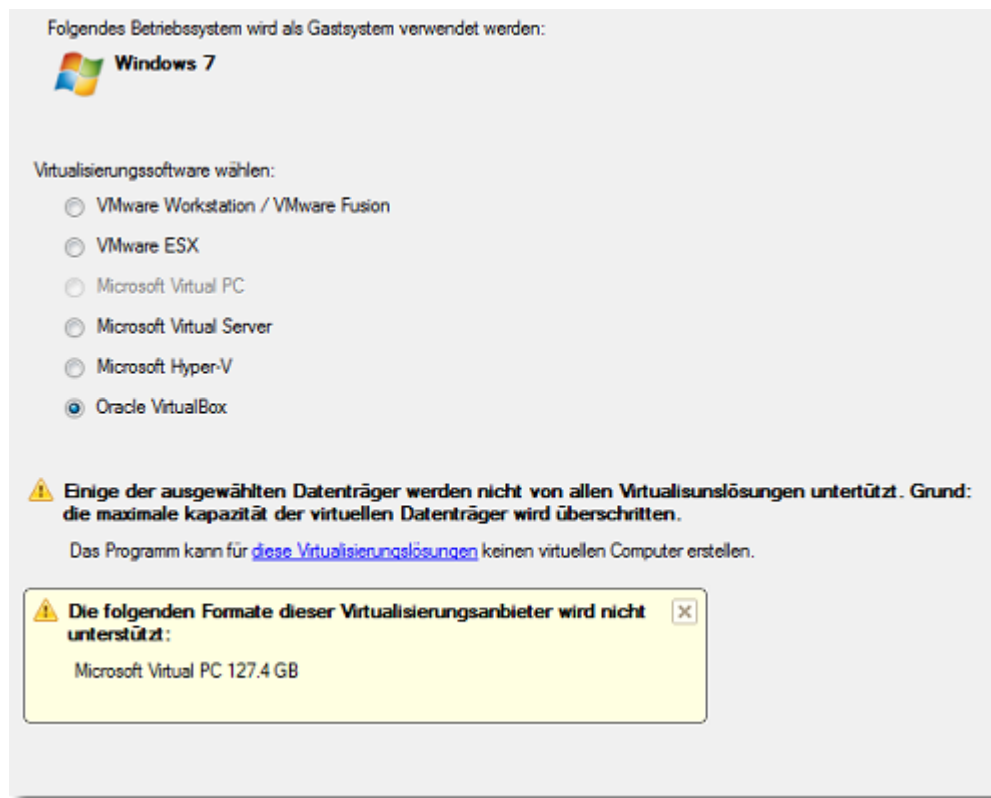 Folgendes Betriebssystem wird als Gastsystem verwendet werden:
Windows 7
Virtualisierungssoftware wählen:
VMware Workstation / VMware Fusion
VMware ESX
Microsoft Virtual PC
Microsoft Virtual Server
Microsoft Hyper-V
Oracle VirtualBox
Einige der ausgewählten Datenträger werden nicht von allen Virtualisunslösungen untertützt. Grund:
die maximale kapazität der virtuellen Datenträger wird überschritten.
Das Programm kann für diese Virtualisierungslösungen keinen virtuellen Computer erstellen.
Die folgenden Formate dieser Virtualisierungsanbieter wird nicht
unterstützt:
Microsoft Virtual PC 127.4 GB